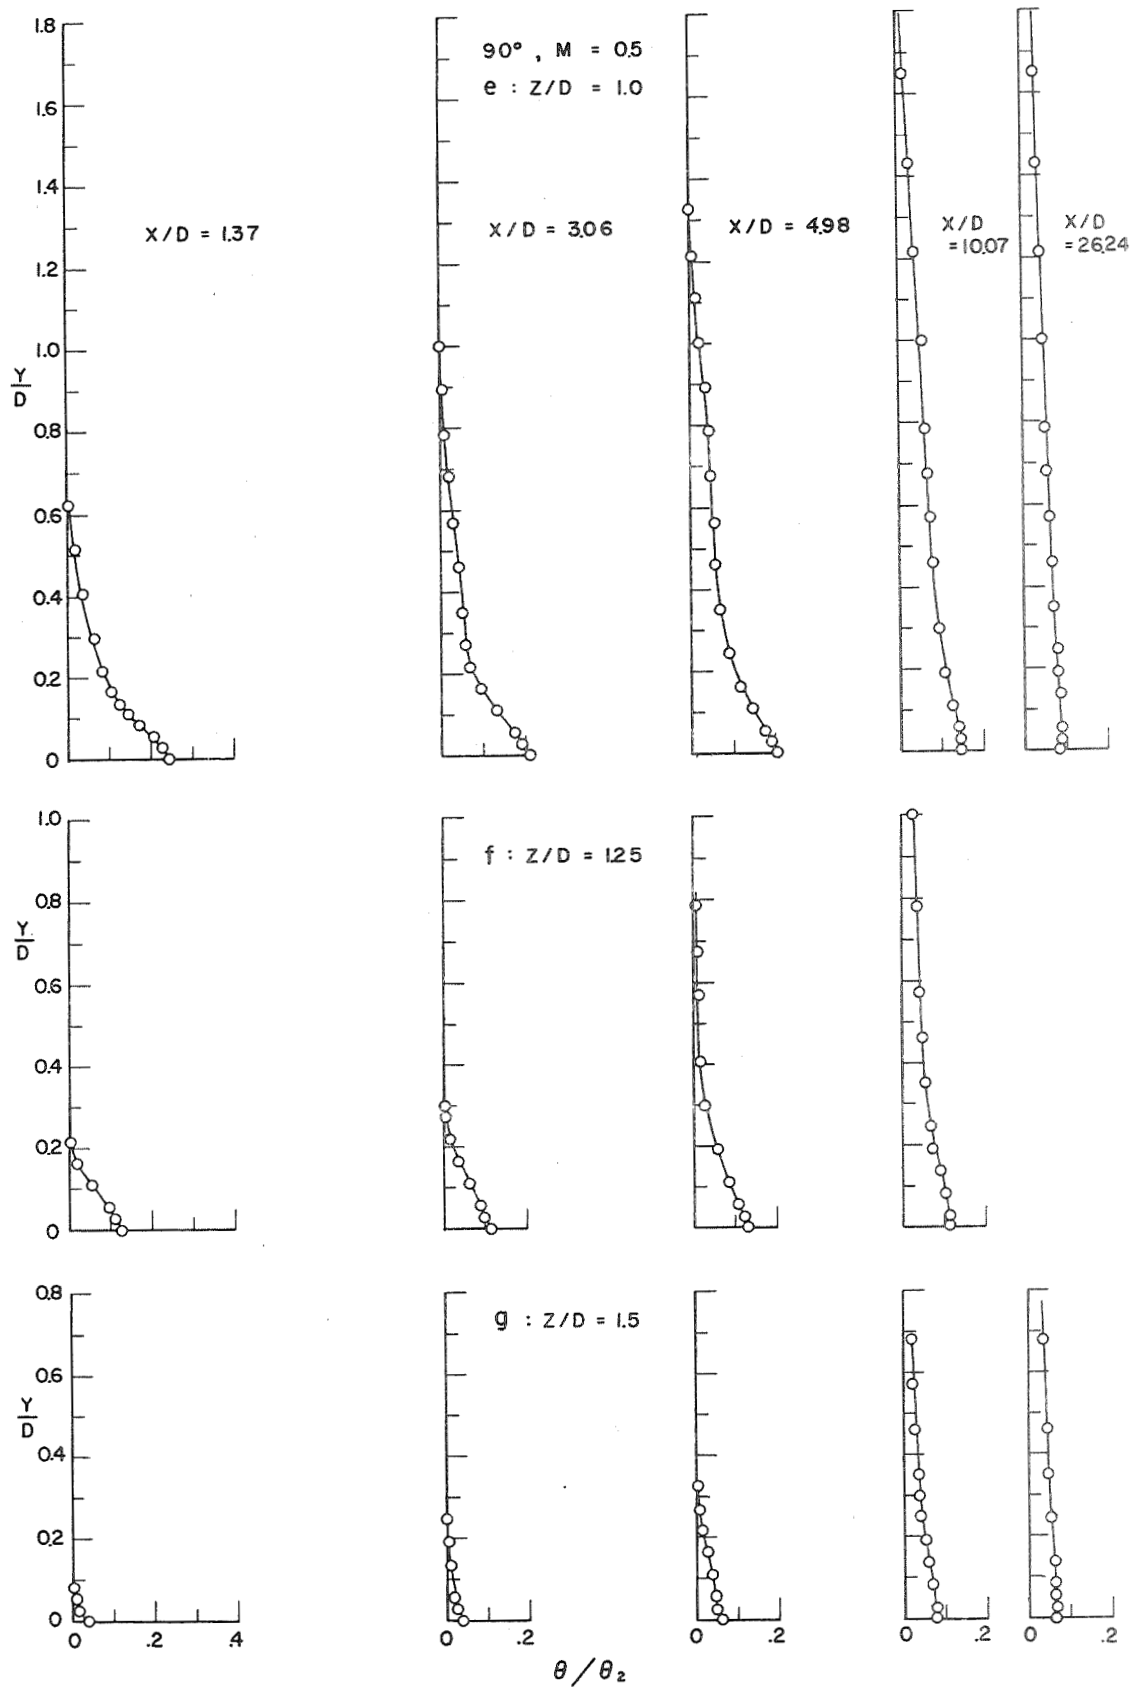 90°, M = 0.5
e : Z/D = 1.0
X/D = 1.37
X/D = 3.06
X/D = 4.98
X/D
= 10.07
X/D
= 26.24
1.8
1.6
1.4
1.2
1.0
0.8
0.6
0.4
0.2
0
Y
D
f : Z/D = 1.25
1.0
0.8
0.6
0.4
0.2
0
Y
D
g : Z/D = 1.5
0.8
0.6
0.4
0.2
0
Y
D
0 .2 .4
0 .2
0 .2
0 .2
0 .2
θ/θ₂